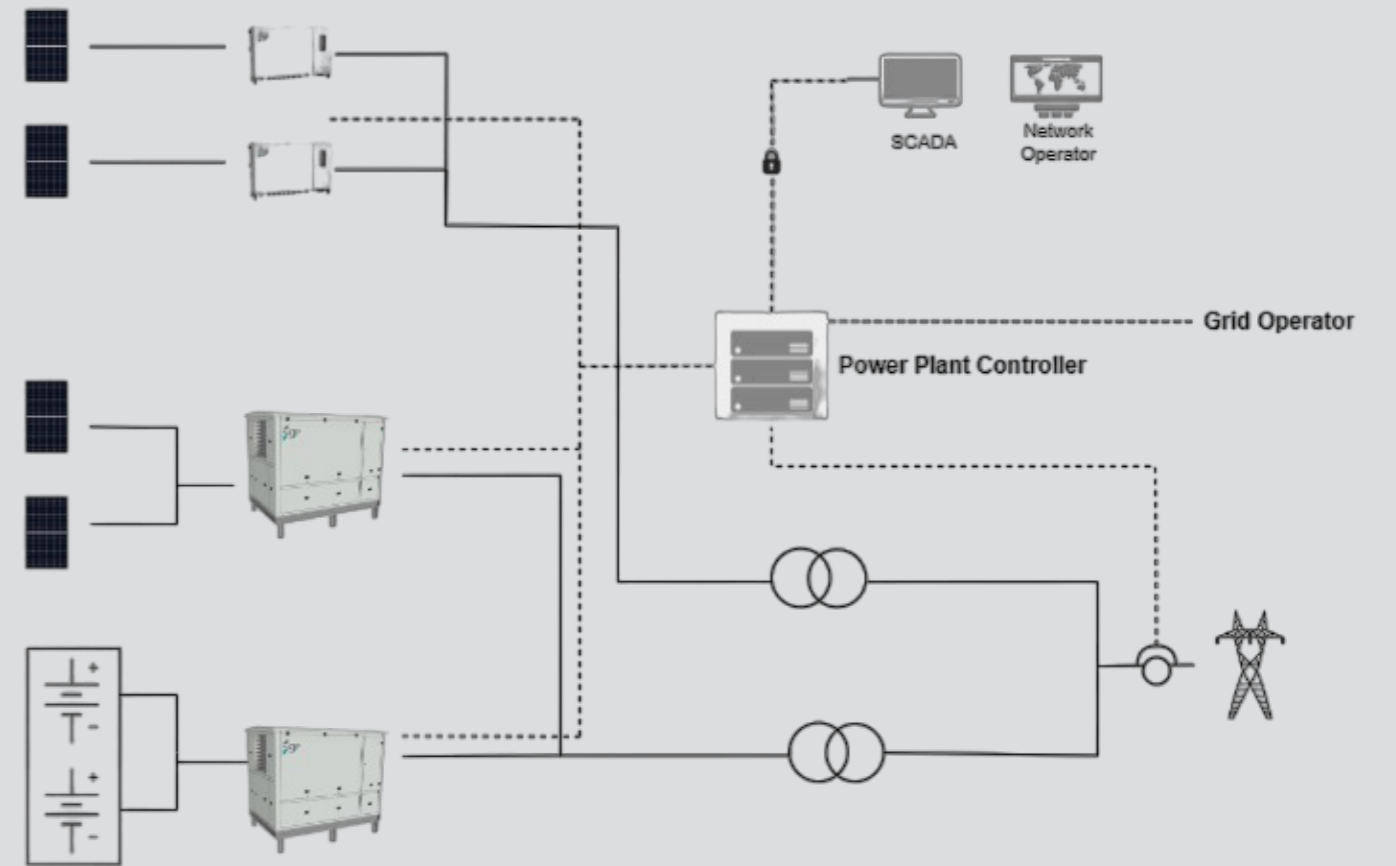 SCADA
Network
Operator
Grid Operator
Power Plant Controller
+
-
+
-